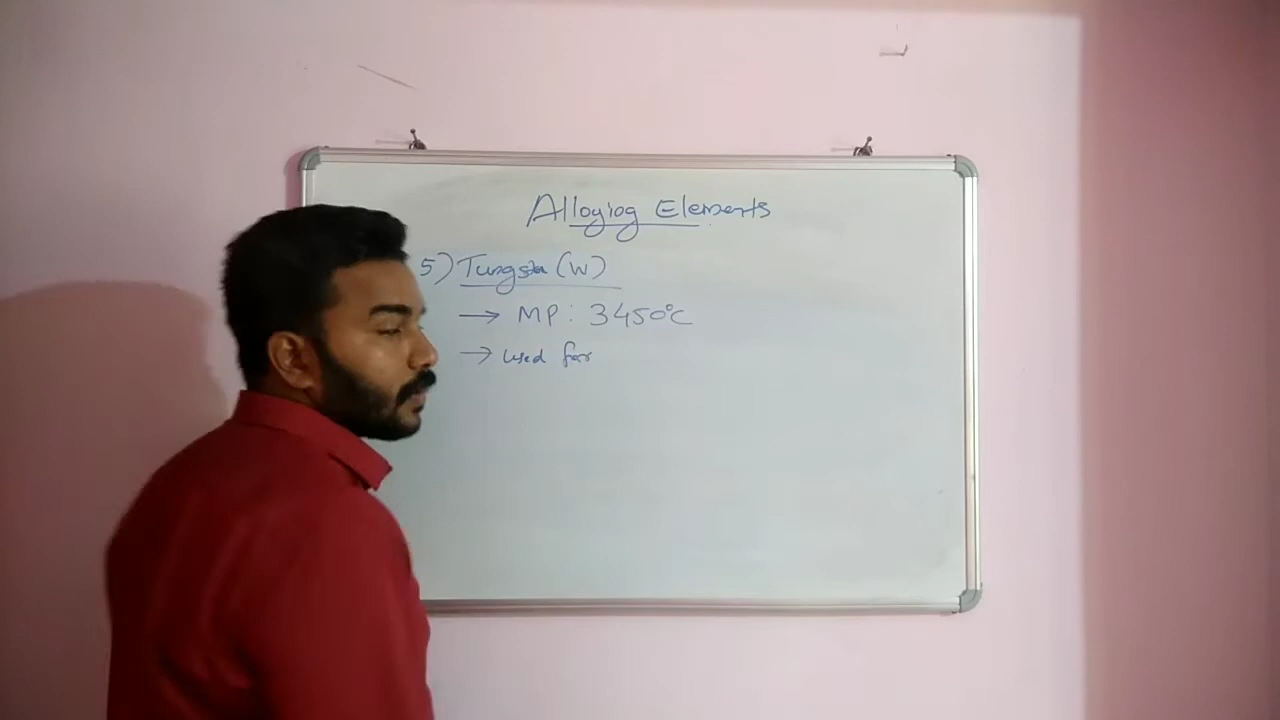 Alloying Elements
5) Tungsten (W)
→ MP: 3450°C
→ used for